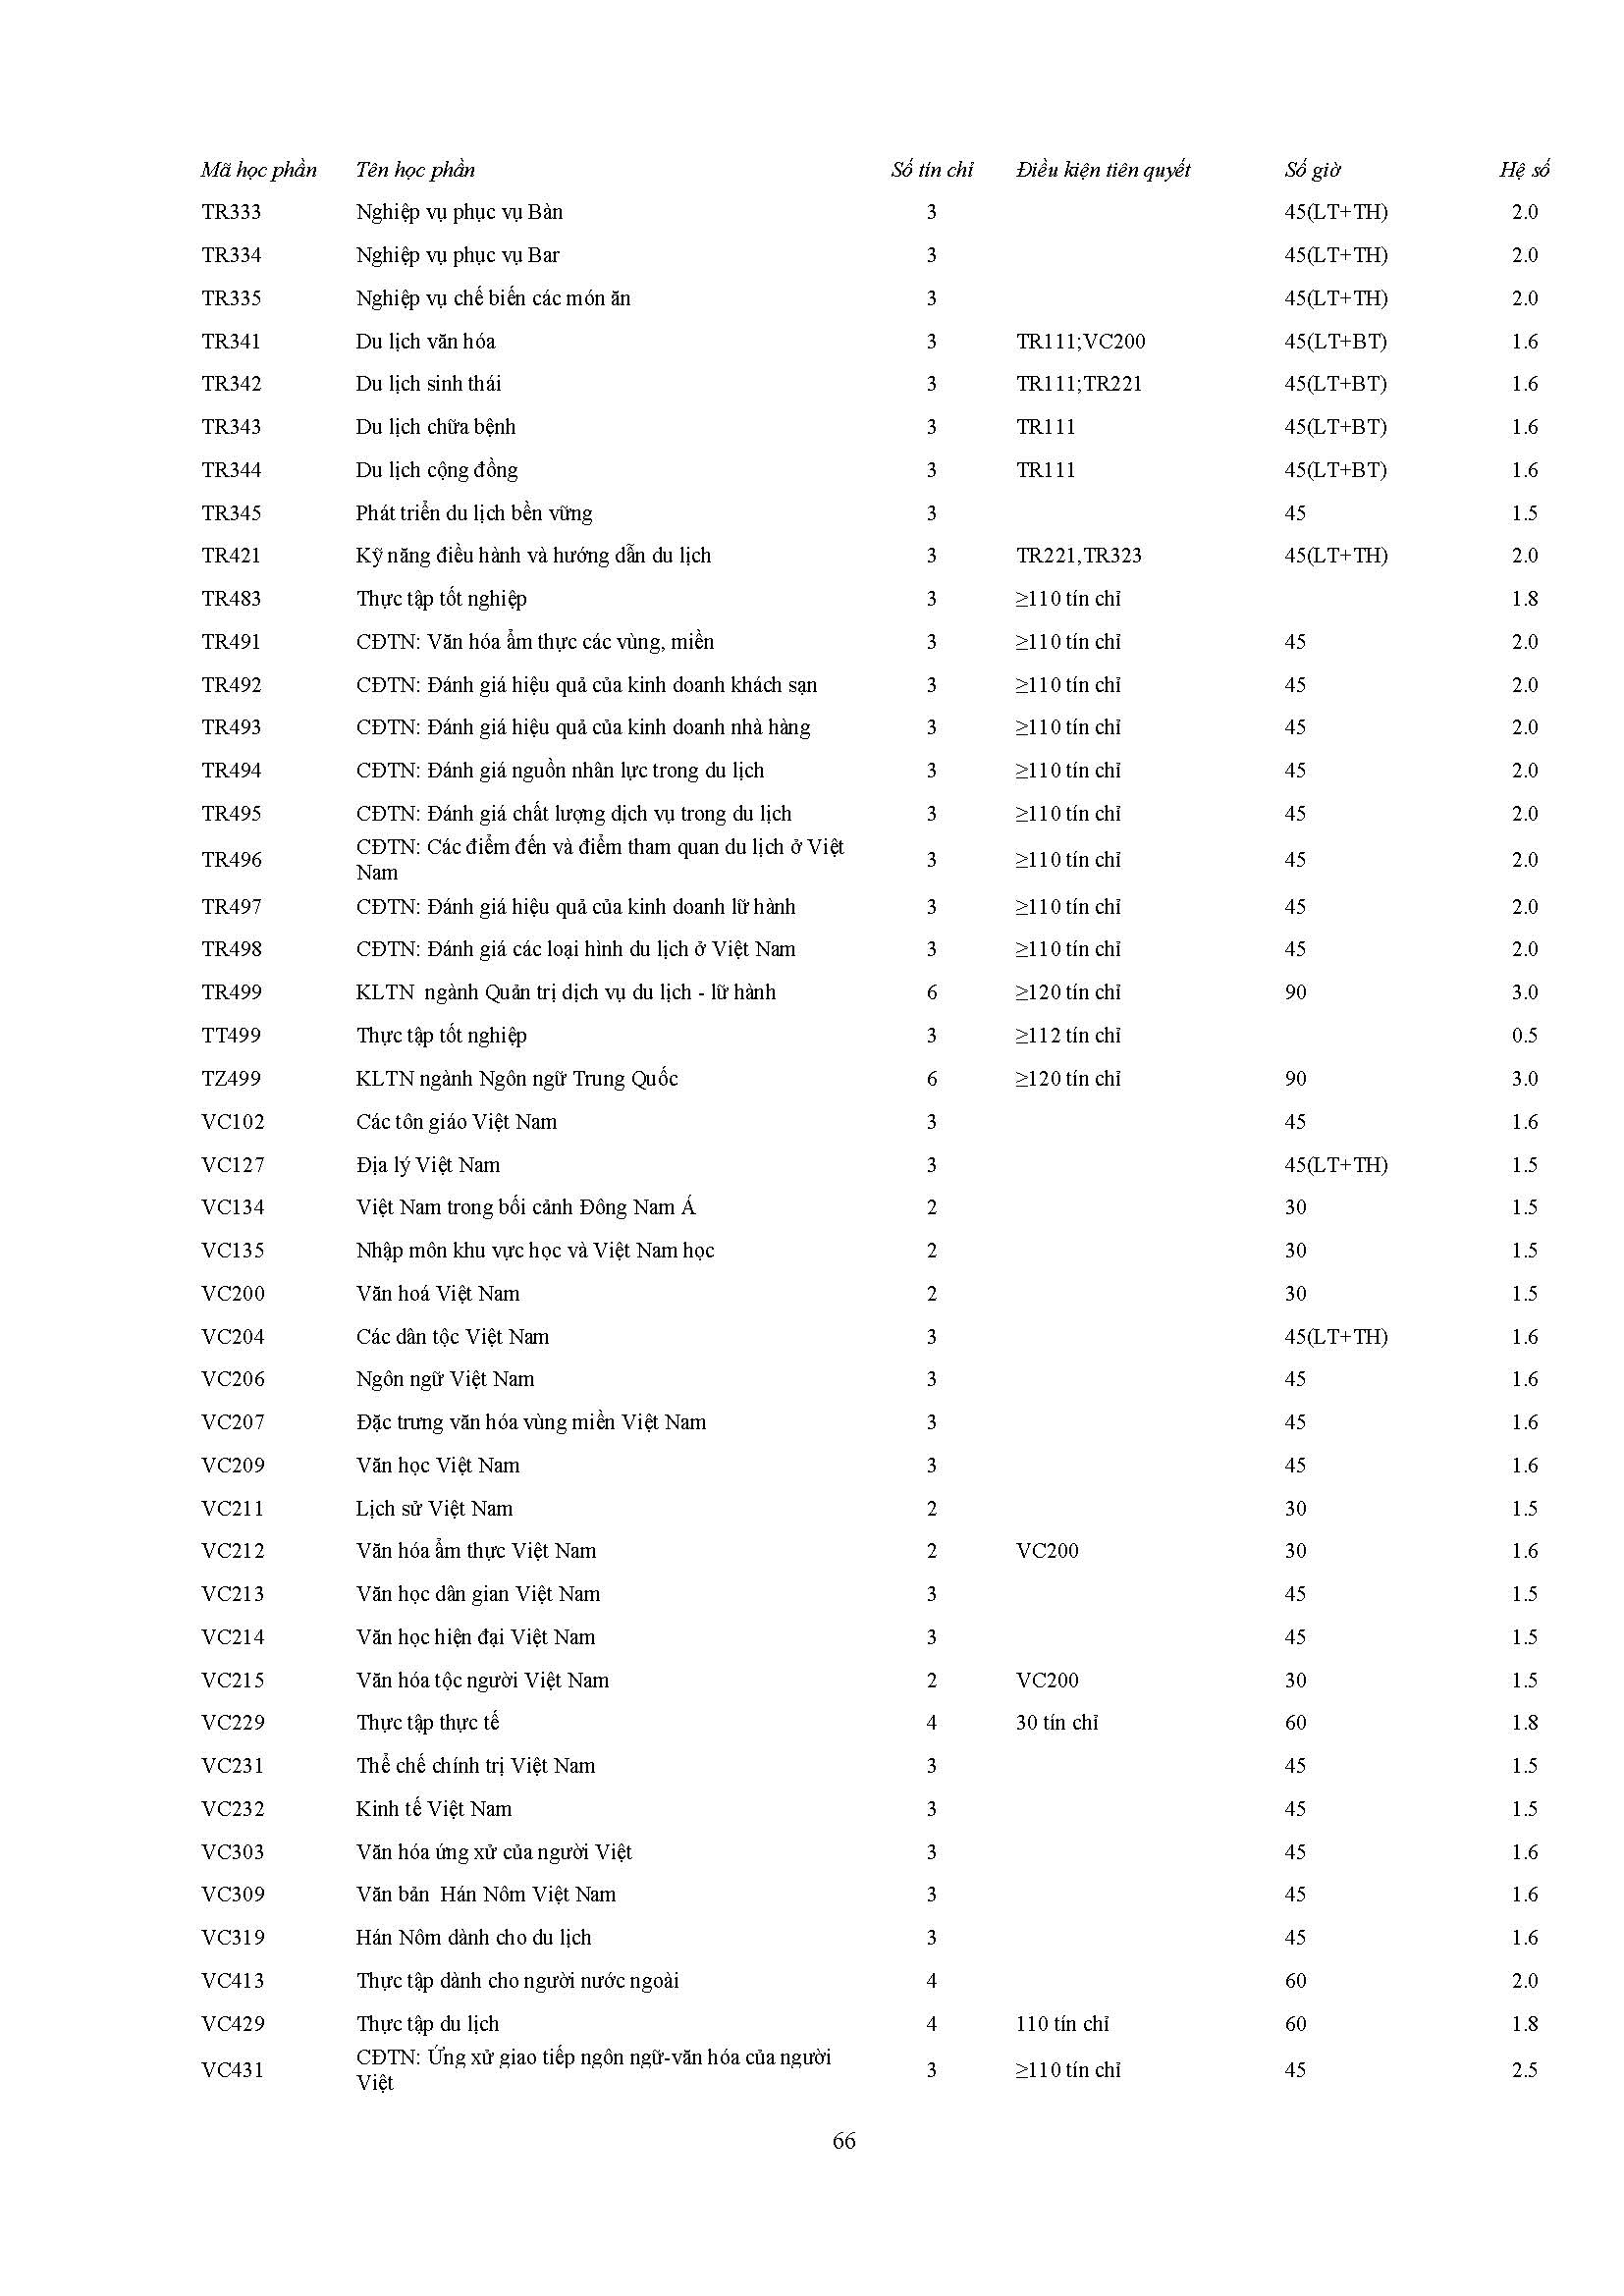 Mã học phần Tên học phần Số tín chỉ Điều kiện tiên quyết Số giờ Hệ số
TR333 Nghiệp vụ phục vụ Bàn 3 45(LT+TH) 2.0
TR334 Nghiệp vụ phục vụ Bar 3 45(LT+TH) 2.0
TR335 Nghiệp vụ chế biến các món ăn 3 45(LT+TH) 2.0
TR341 Du lịch văn hóa 3 TR111;VC200 45(LT+BT) 1.6
TR342 Du lịch sinh thái 3 TR111;TR221 45(LT+BT) 1.6
TR343 Du lịch chữa bệnh 3 TR111 45(LT+BT) 1.6
TR344 Du lịch cộng đồng 3 TR111 45(LT+BT) 1.6
TR345 Phát triển du lịch bền vững 3 45 1.5
TR421 Kỹ năng điều hành và hướng dẫn du lịch 3 TR221,TR323 45(LT+TH) 2.0
TR483 Thực tập tốt nghiệp 3 ≥110 tín chỉ 1.8
TR491 CĐTN: Văn hóa ẩm thực các vùng, miền 3 ≥110 tín chỉ 45 2.0
TR492 CĐTN: Đánh giá hiệu quả của kinh doanh khách sạn 3 ≥110 tín chỉ 45 2.0
TR493 CĐTN: Đánh giá hiệu quả của kinh doanh nhà hàng 3 ≥110 tín chỉ 45 2.0
TR494 CĐTN: Đánh giá nguồn nhân lực trong du lịch 3 ≥110 tín chỉ 45 2.0
TR495 CĐTN: Đánh giá chất lượng dịch vụ trong du lịch 3 ≥110 tín chỉ 45 2.0
CĐTN: Các điểm đến và điểm tham quan du lịch ở Việt
TR496 Nam 3 ≥110 tín chỉ 45 2.0
TR497 CĐTN: Đánh giá hiệu quả của kinh doanh lữ hành 3 ≥110 tín chỉ 45 2.0
TR498 CĐTN: Đánh giá các loại hình du lịch ở Việt Nam 3 ≥110 tín chỉ 45 2.0
TR499 KLTN ngành Quản trị dịch vụ du lịch - lữ hành 6 ≥120 tín chỉ 90 3.0
TT499 Thực tập tốt nghiệp 3 ≥112 tín chỉ 0.5
TZ499 KLTN ngành Ngôn ngữ Trung Quốc 6 ≥120 tín chỉ 90 3.0
VC102 Các tôn giáo Việt Nam 3 45 1.6
VC127 Địa lý Việt Nam 3 45(LT+TH) 1.5
VC134 Việt Nam trong bối cảnh Đông Nam Á 2 30 1.5
VC135 Nhập môn khu vực học và Việt Nam học 2 30 1.5
VC200 Văn hoá Việt Nam 2 30 1.5
VC204 Các dân tộc Việt Nam 3 45(LT+TH) 1.6
VC206 Ngôn ngữ Việt Nam 3 45 1.6
VC207 Đặc trưng văn hóa vùng miền Việt Nam 3 45 1.6
VC209 Văn học Việt Nam 3 45 1.6
VC211 Lịch sử Việt Nam 2 30 1.5
VC212 Văn hóa ẩm thực Việt Nam 2 VC200 30 1.6
VC213 Văn học dân gian Việt Nam 3 45 1.5
VC214 Văn học hiện đại Việt Nam 3 45 1.5
VC215 Văn hóa tộc người Việt Nam 2 VC200 30 1.5
VC229 Thực tập thực tế 4 30 tín chỉ 60 1.8
VC231 Thể chế chính trị Việt Nam 3 45 1.5
VC232 Kinh tế Việt Nam 3 45 1.5
VC303 Văn hóa ứng xử của người Việt 3 45 1.6
VC309 Văn bản Hán Nôm Việt Nam 3 45 1.6
VC319 Hán Nôm dành cho du lịch 3 45 1.6
VC413 Thực tập dành cho người nước ngoài 4 60 2.0
VC429 Thực tập du lịch 4 110 tín chỉ 60 1.8
CĐTN: Ứng xử giao tiếp ngôn ngữ-văn hóa của người
VC431 Việt 3 ≥110 tín chỉ 45 2.5
66